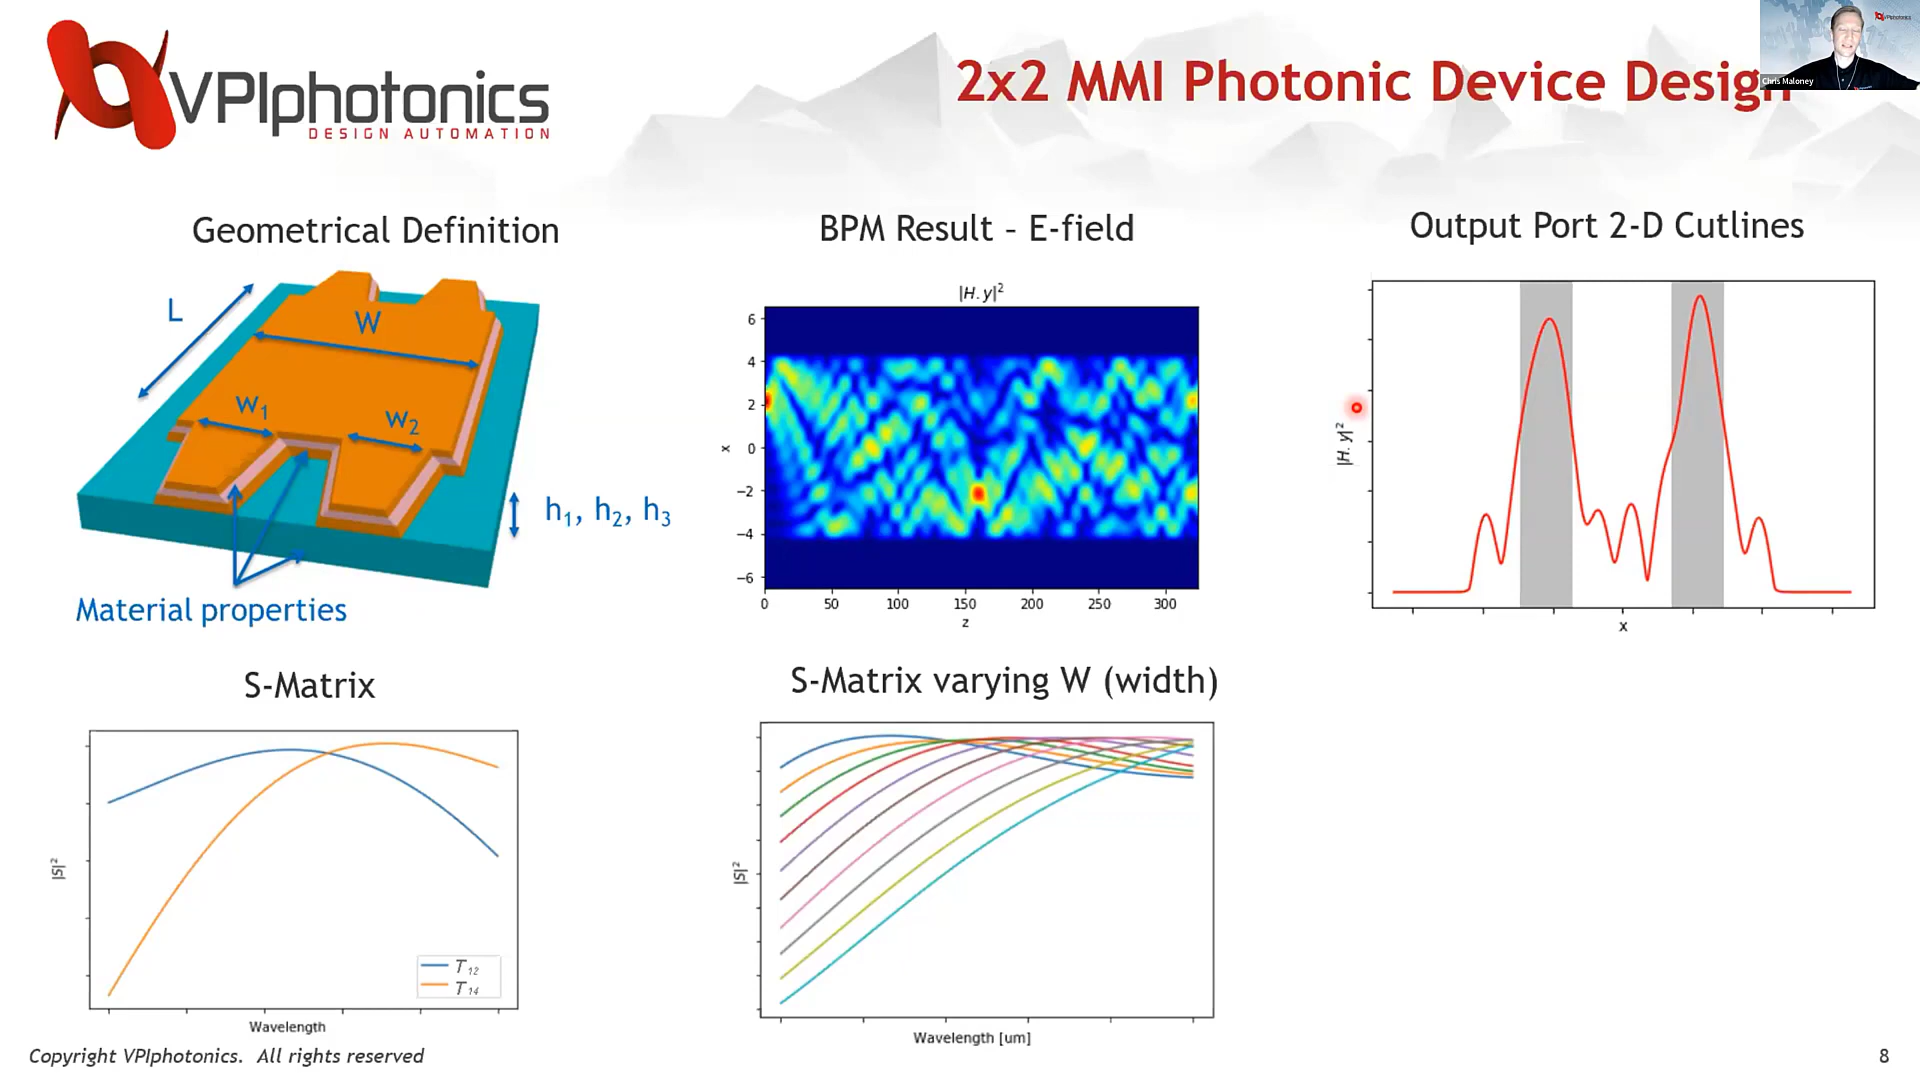 VPIphotonics
DESIGN AUTOMATION
2x2 MMI Photonic Device Design
Chris Maloney
VPIphotonics
Geometrical Definition
L
W
w1
w2
h1, h2, h3
Material properties
BPM Result – E-field
|H.y|²
6
4
2
0
−2
−4
−6
x
0 50 100 150 200 250 300
z
Output Port 2-D Cutlines
|H.y|²
x
S-Matrix
|S|²
T12
T14
Wavelength
S-Matrix varying W (width)
|S|²
Wavelength [um]
Copyright VPIphotonics. All rights reserved
8